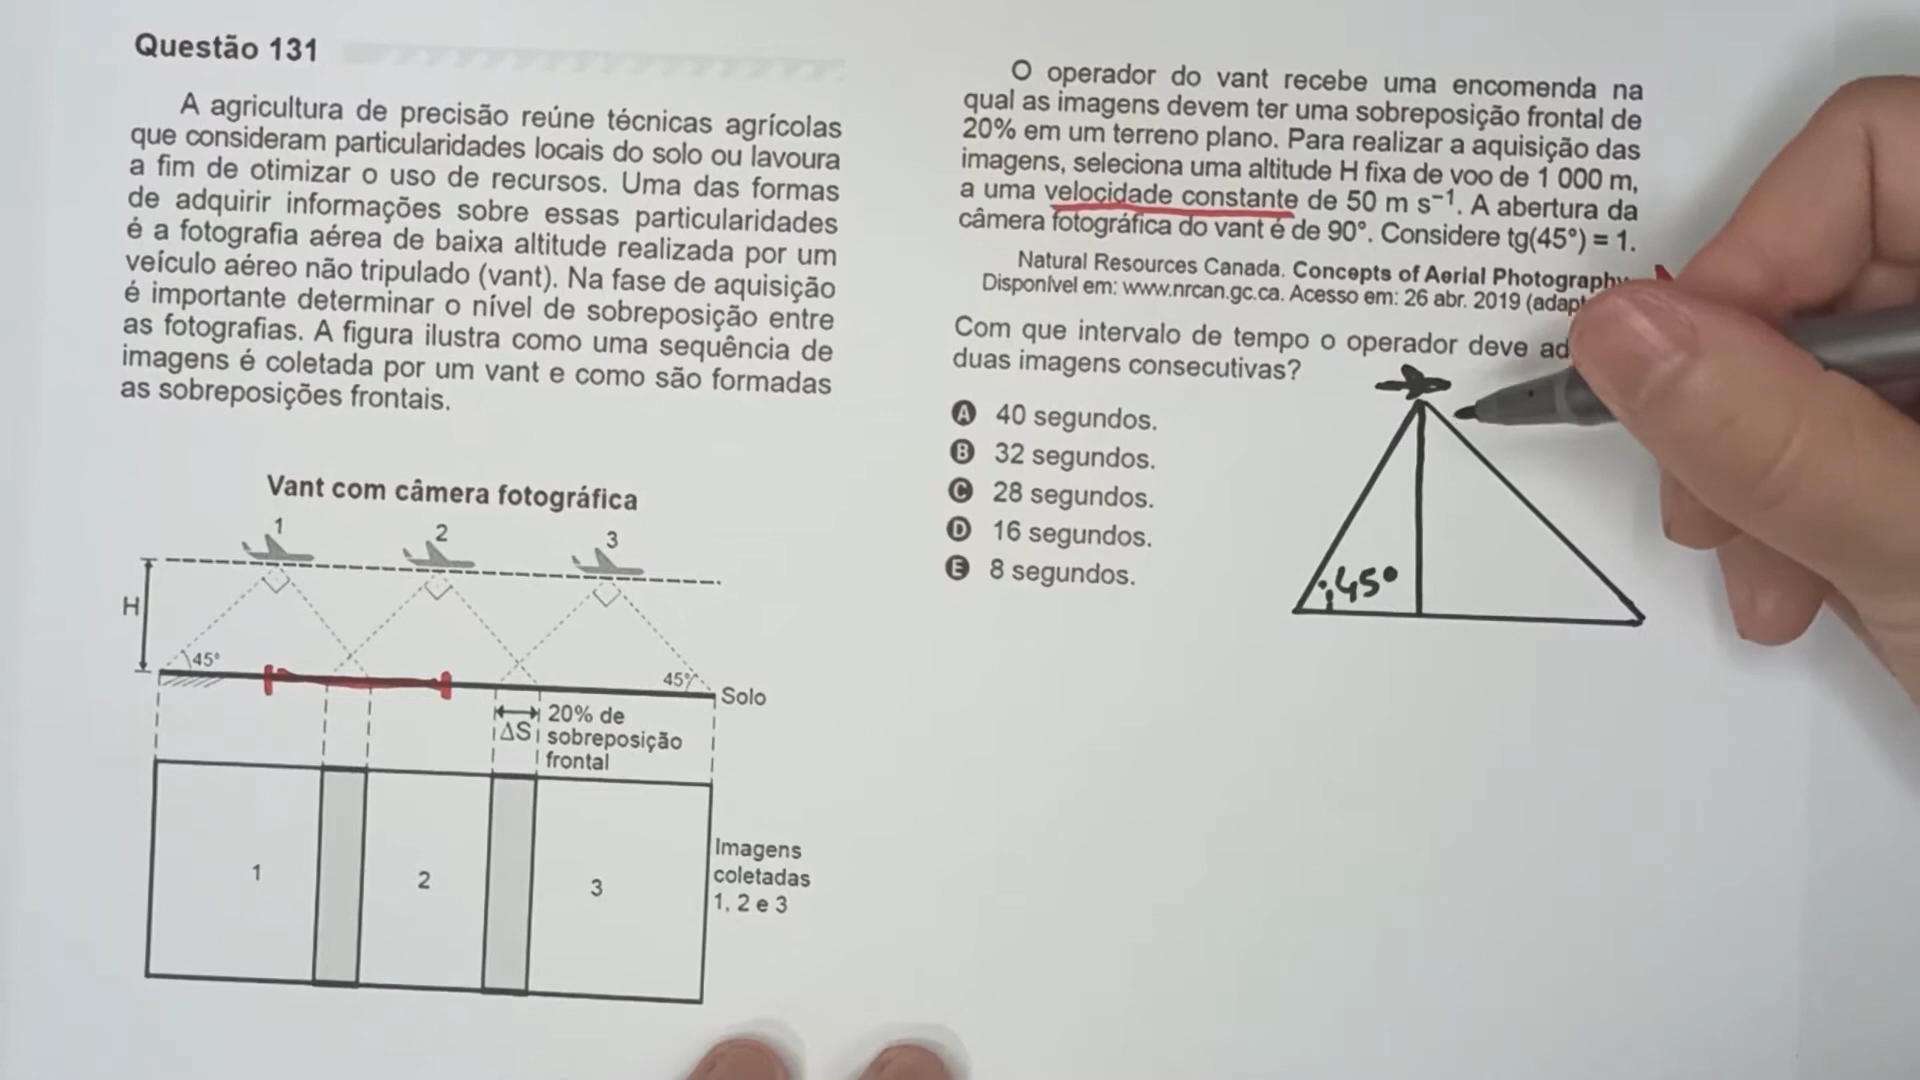 Questão 131
A agricultura de precisão reúne técnicas agrícolas
que consideram particularidades locais do solo ou lavoura
a fim de otimizar o uso de recursos. Uma das formas
de adquirir informações sobre essas particularidades
é a fotografia aérea de baixa altitude realizada por um
veículo aéreo não tripulado (vant). Na fase de aquisição
é importante determinar o nível de sobreposição entre
as fotografias. A figura ilustra como uma sequência de
imagens é coletada por um vant e como são formadas
as sobreposições frontais.
Vant com câmera fotográfica
1
2
3
H
45°
45°
Solo
ΔS
20% de
sobreposição
frontal
1
2
3
Imagens
coletadas
1, 2 e 3
O operador do vant recebe uma encomenda na
qual as imagens devem ter uma sobreposição frontal de
20% em um terreno plano. Para realizar a aquisição das
imagens, seleciona uma altitude H fixa de voo de 1 000 m,
a uma velocidade constante de 50 m s⁻¹. A abertura da
câmera fotográfica do vant é de 90°. Considere tg(45°) = 1.
Natural Resources Canada. Concepts of Aerial Photography
Disponível em: www.nrcan.gc.ca. Acesso em: 26 abr. 2019 (adapt
Com que intervalo de tempo o operador deve ad
duas imagens consecutivas?
A 40 segundos.
B 32 segundos.
C 28 segundos.
D 16 segundos.
E 8 segundos.
45°